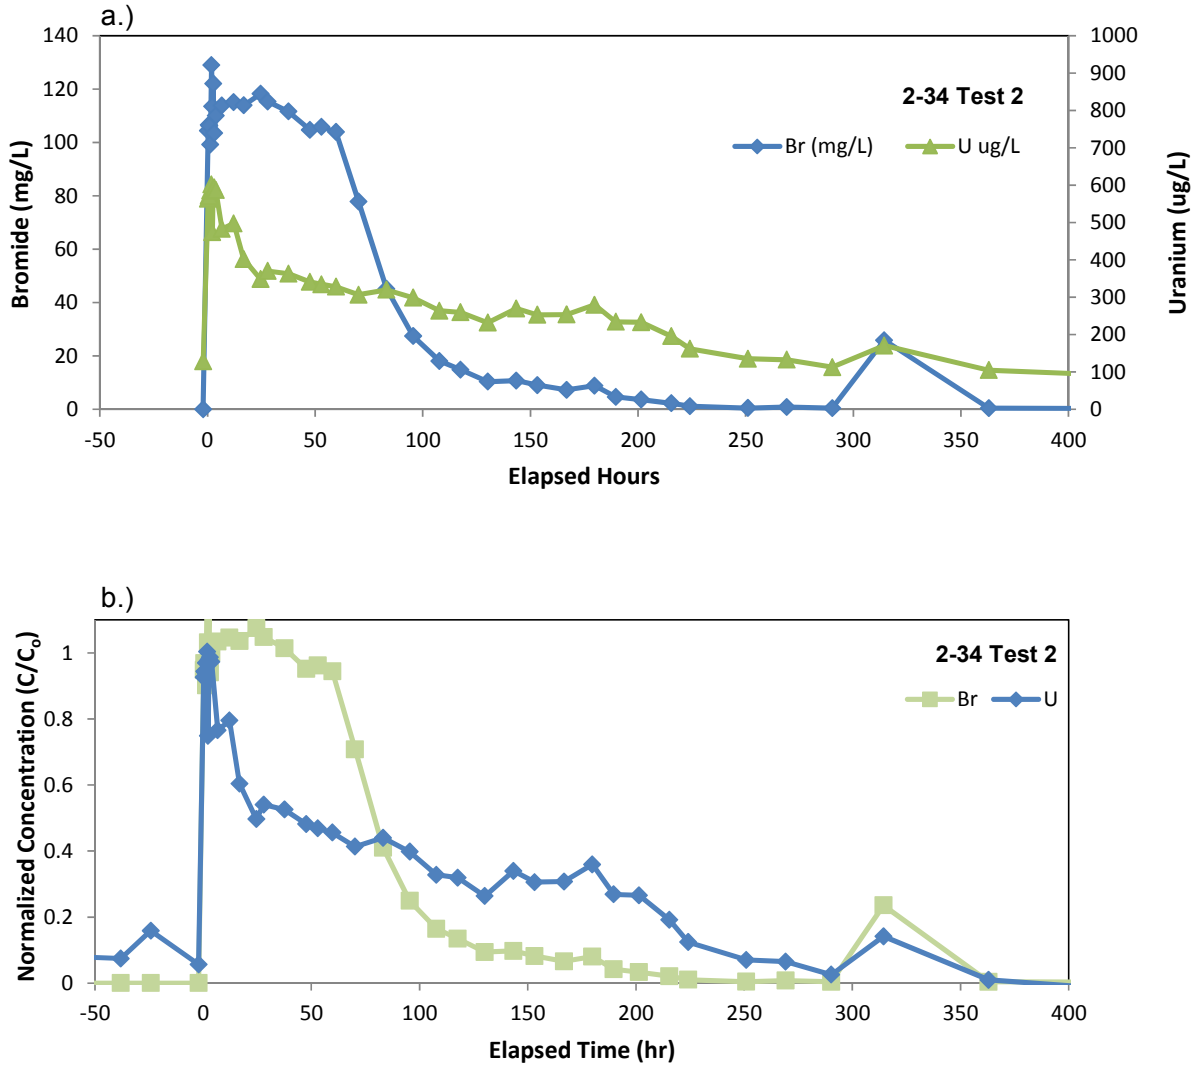 a.)
140
120
100
80
60
40
20
0
Bromide (mg/L)
1000
900
800
700
600
500
400
300
200
100
0
Uranium (ug/L)
2-34 Test 2
Br (mg/L) U ug/L
-50 0 50 100 150 200 250 300 350 400
Elapsed Hours
b.)
1
0.8
0.6
0.4
0.2
0
Normalized Concentration (C/Co)
2-34 Test 2
Br U
-50 0 50 100 150 200 250 300 350 400
Elapsed Time (hr)